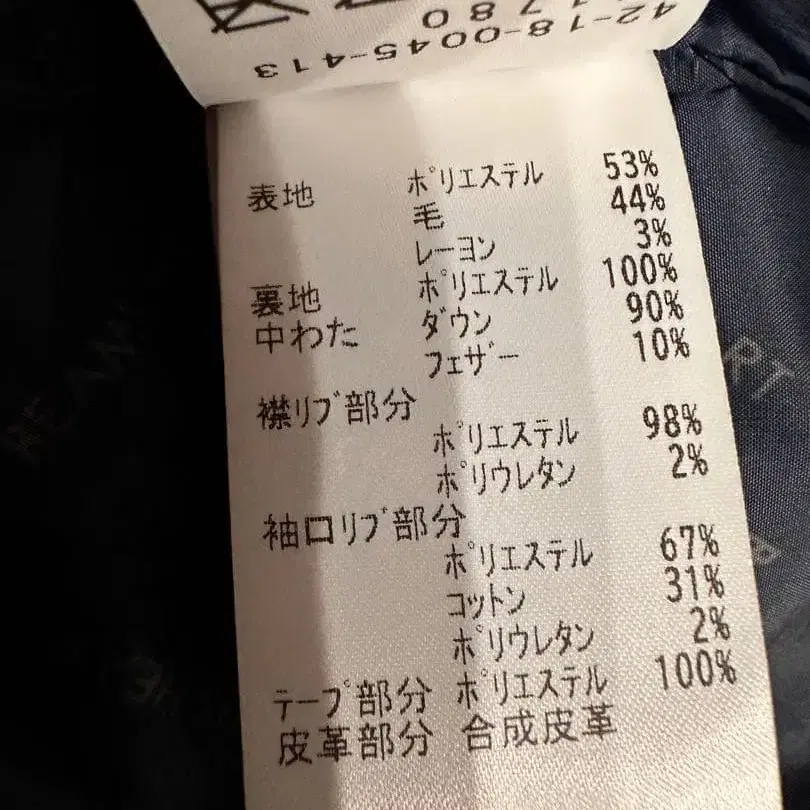 42-18-0045-413
1780
表地 ポリエステル 53%
毛 44%
レーヨン 3%
裏地 ポリエステル 100%
中わた ダウン 90%
フェザー 10%
襟リブ部分
ポリエステル 98%
ポリウレタン 2%
袖口リブ部分
ポリエステル 67%
コットン 31%
ポリウレタン 2%
テープ部分 ポリエステル 100%
皮革部分 合成皮革